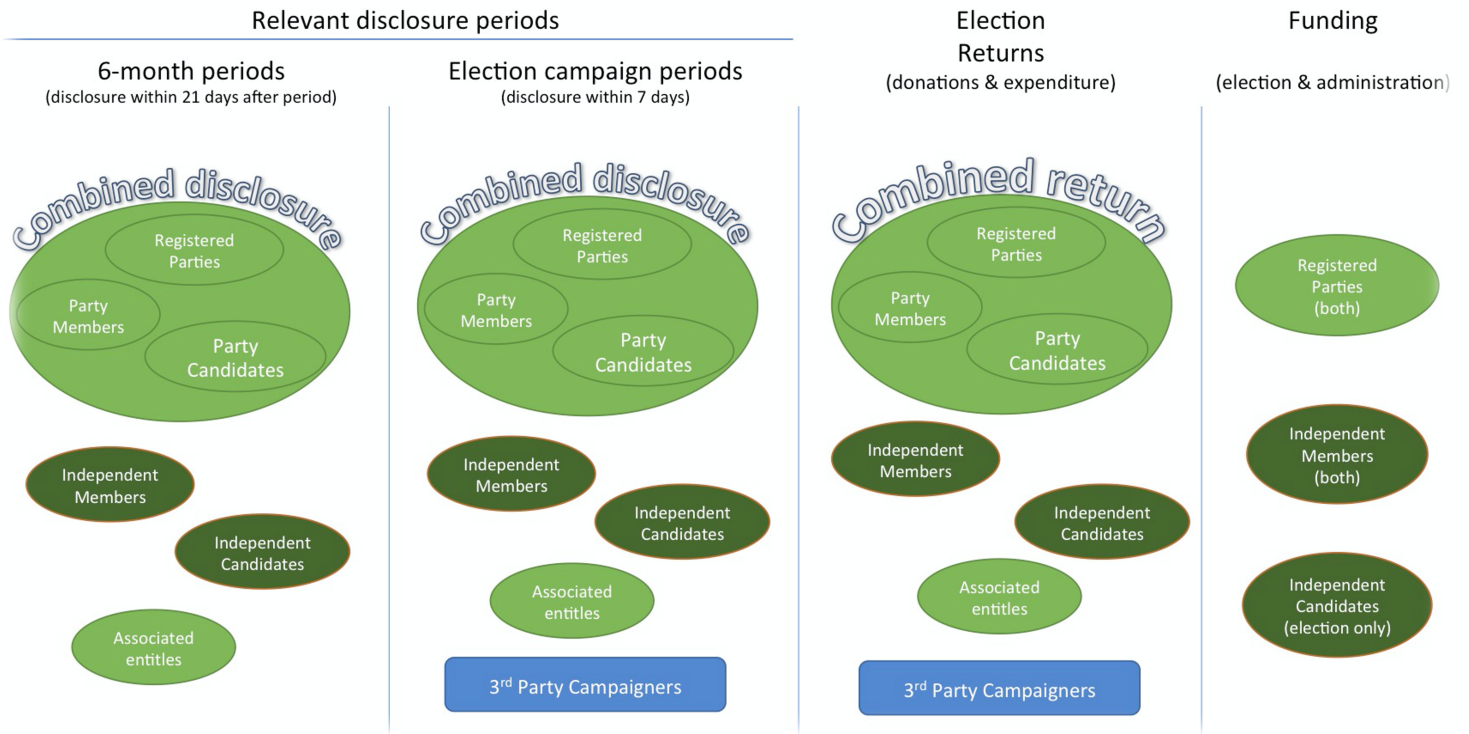 Relevant disclosure periods
6-month periods
(disclosure within 21 days after period)
Combined disclosure
Registered
Parties
Party
Members
Party
Candidates
Independent
Members
Independent
Candidates
Associated
entitles
Election campaign periods
(disclosure within 7 days)
Combined disclosure
Registered
Parties
Party
Members
Party
Candidates
Independent
Members
Independent
Candidates
Associated
entitles
3rd Party Campaigners
Election
Returns
(donations & expenditure)
Combined return
Registered
Parties
Party
Members
Party
Candidates
Independent
Members
Independent
Candidates
Associated
entitles
3rd Party Campaigners
Funding
(election & administration)
Registered
Parties
(both)
Independent
Members
(both)
Independent
Candidates
(election only)